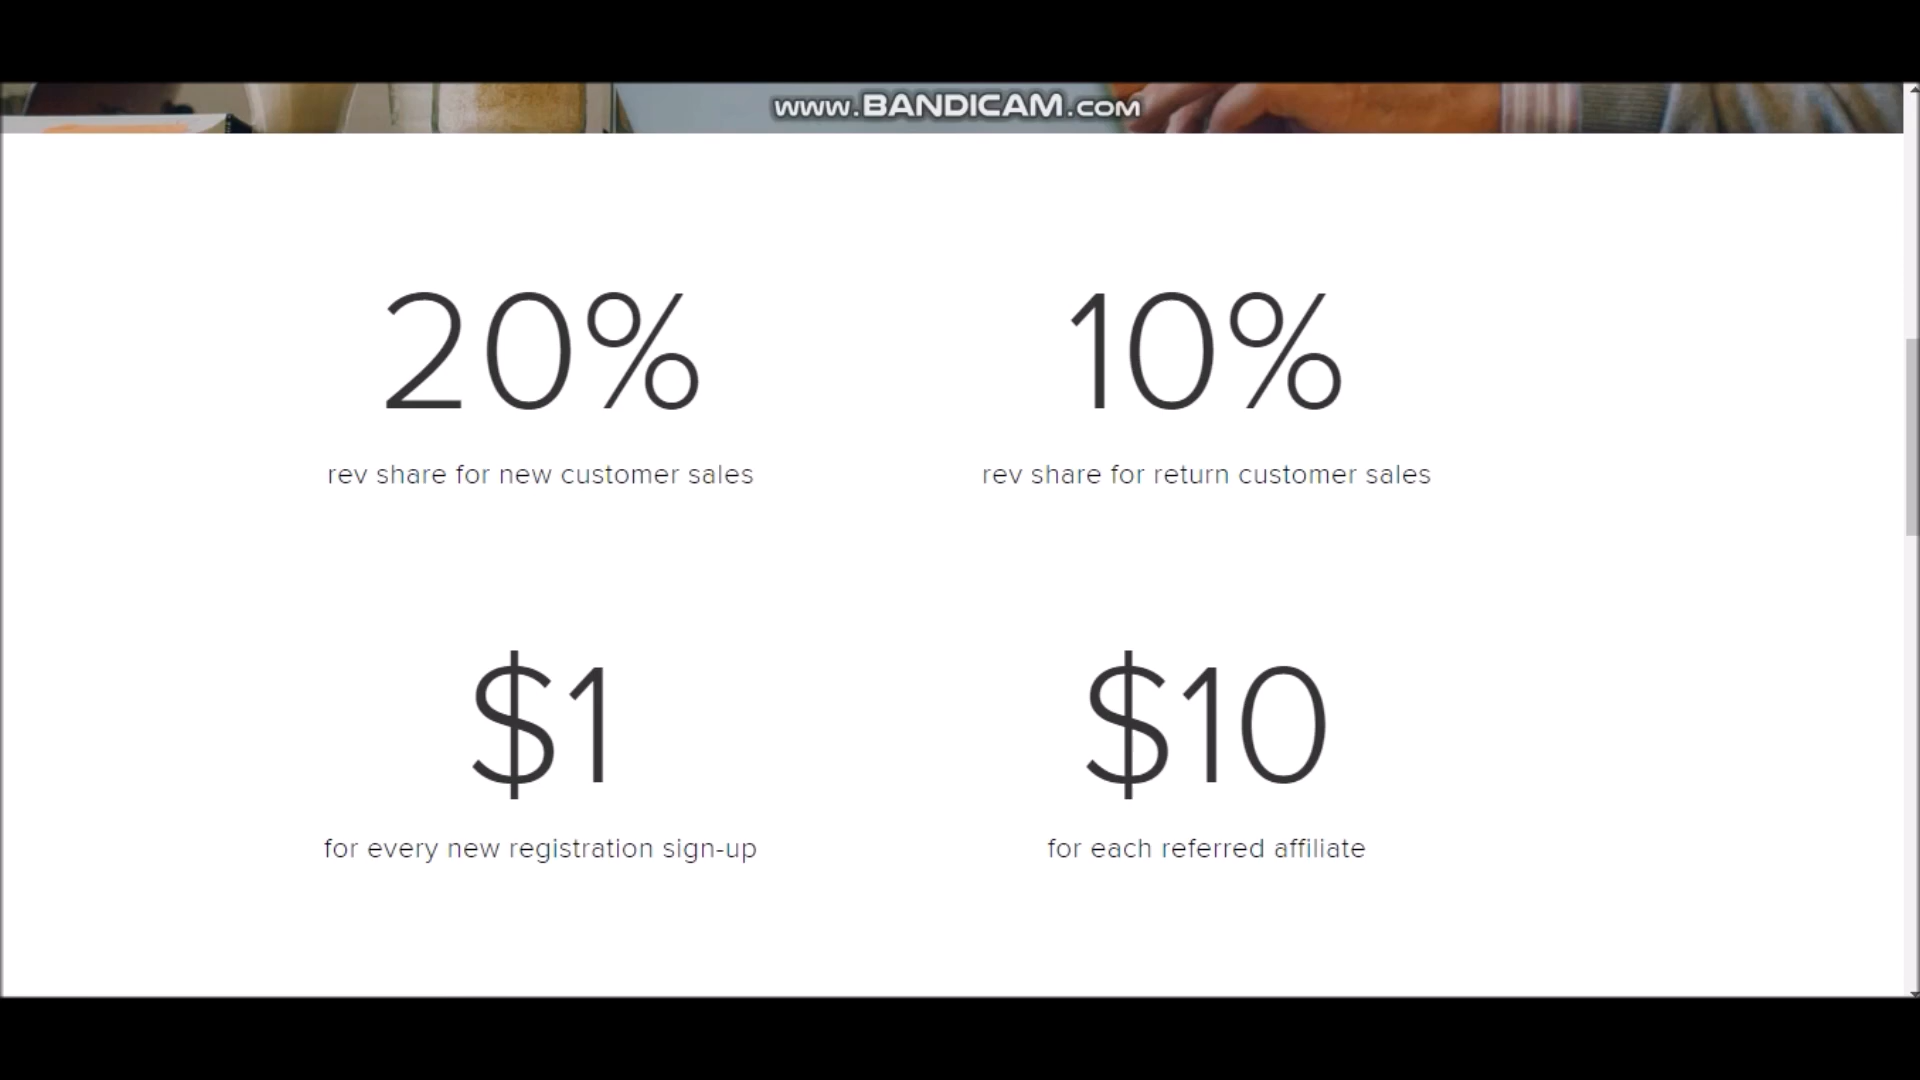 www.BANDICAM.com
20%
10%
rev share for new customer sales
rev share for return customer sales
$1
$10
for every new registration sign-up
for each referred affiliate